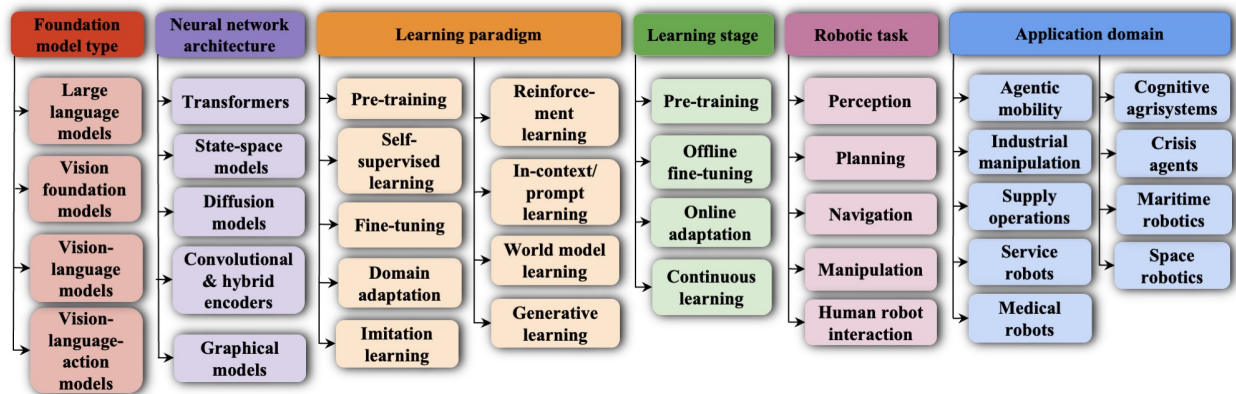 Foundation
model type
Large
language
models
Vision
foundation
models
Vision-
language
models
Vision-
language-
action
models
Neural network
architecture
Transformers
State-space
models
Diffusion
models
Convolutional
& hybrid
encoders
Graphical
models
Learning paradigm
Pre-training
Self-
supervised
learning
Fine-tuning
Domain
adaptation
Imitation
learning
Reinforce-
ment
learning
In-context/
prompt
learning
World model
learning
Generative
learning
Learning stage
Pre-training
Offline
fine-tuning
Online
adaptation
Continuous
learning
Robotic task
Perception
Planning
Navigation
Manipulation
Human robot
interaction
Application domain
Agentic
mobility
Industrial
manipulation
Supply
operations
Service
robots
Medical
robots
Cognitive
agrisystems
Crisis
agents
Maritime
robotics
Space
robotics